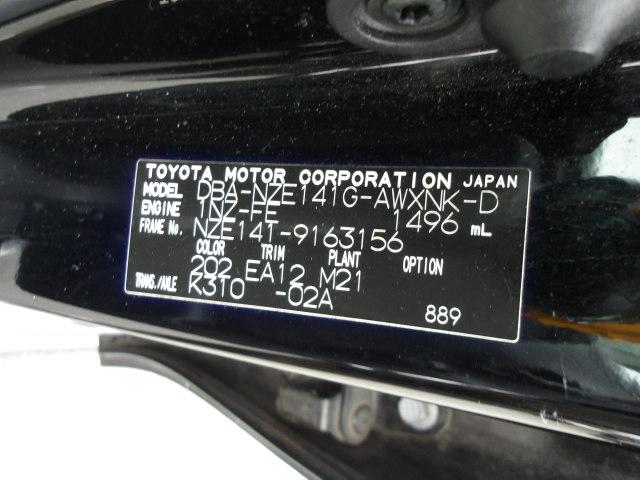 TOYOTA MOTOR CORPORATION JAPAN
MODEL DBA-NZE141G-AWXNK-D
ENGINE 1NZ-FE 1496 mL
FRAME No. NZE141-9163156
COLOR TRIM PLANT OPTION
202 EA12 M21
TRANS./AXLE K310 -02A
889